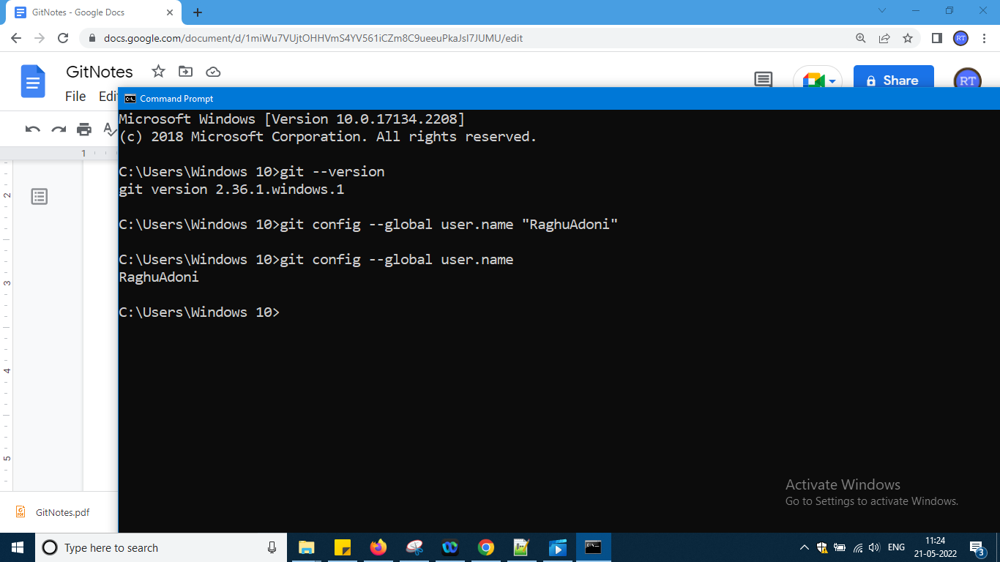 GitNotes - Google Docs
docs.google.com/document/d/1miWu7VUjtOHHVmS4YV561iCZm8C9ueeuPkaJsI7JUMU/edit
RT
GitNotes
Share
RT
File Edi
Command Prompt
Microsoft Windows [Version 10.0.17134.2208]
(c) 2018 Microsoft Corporation. All rights reserved.
1
C:\Users\Windows 10>git --version
git version 2.36.1.windows.1
2
C:\Users\Windows 10>git config --global user.name "RaghuAdoni"
C:\Users\Windows 10>git config --global user.name
RaghuAdoni
3
C:\Users\Windows 10>
4
5
Activate Windows
Go to Settings to activate Windows.
GitNotes.pdf
Type here to search
ENG
11:24
21-05-2022
3